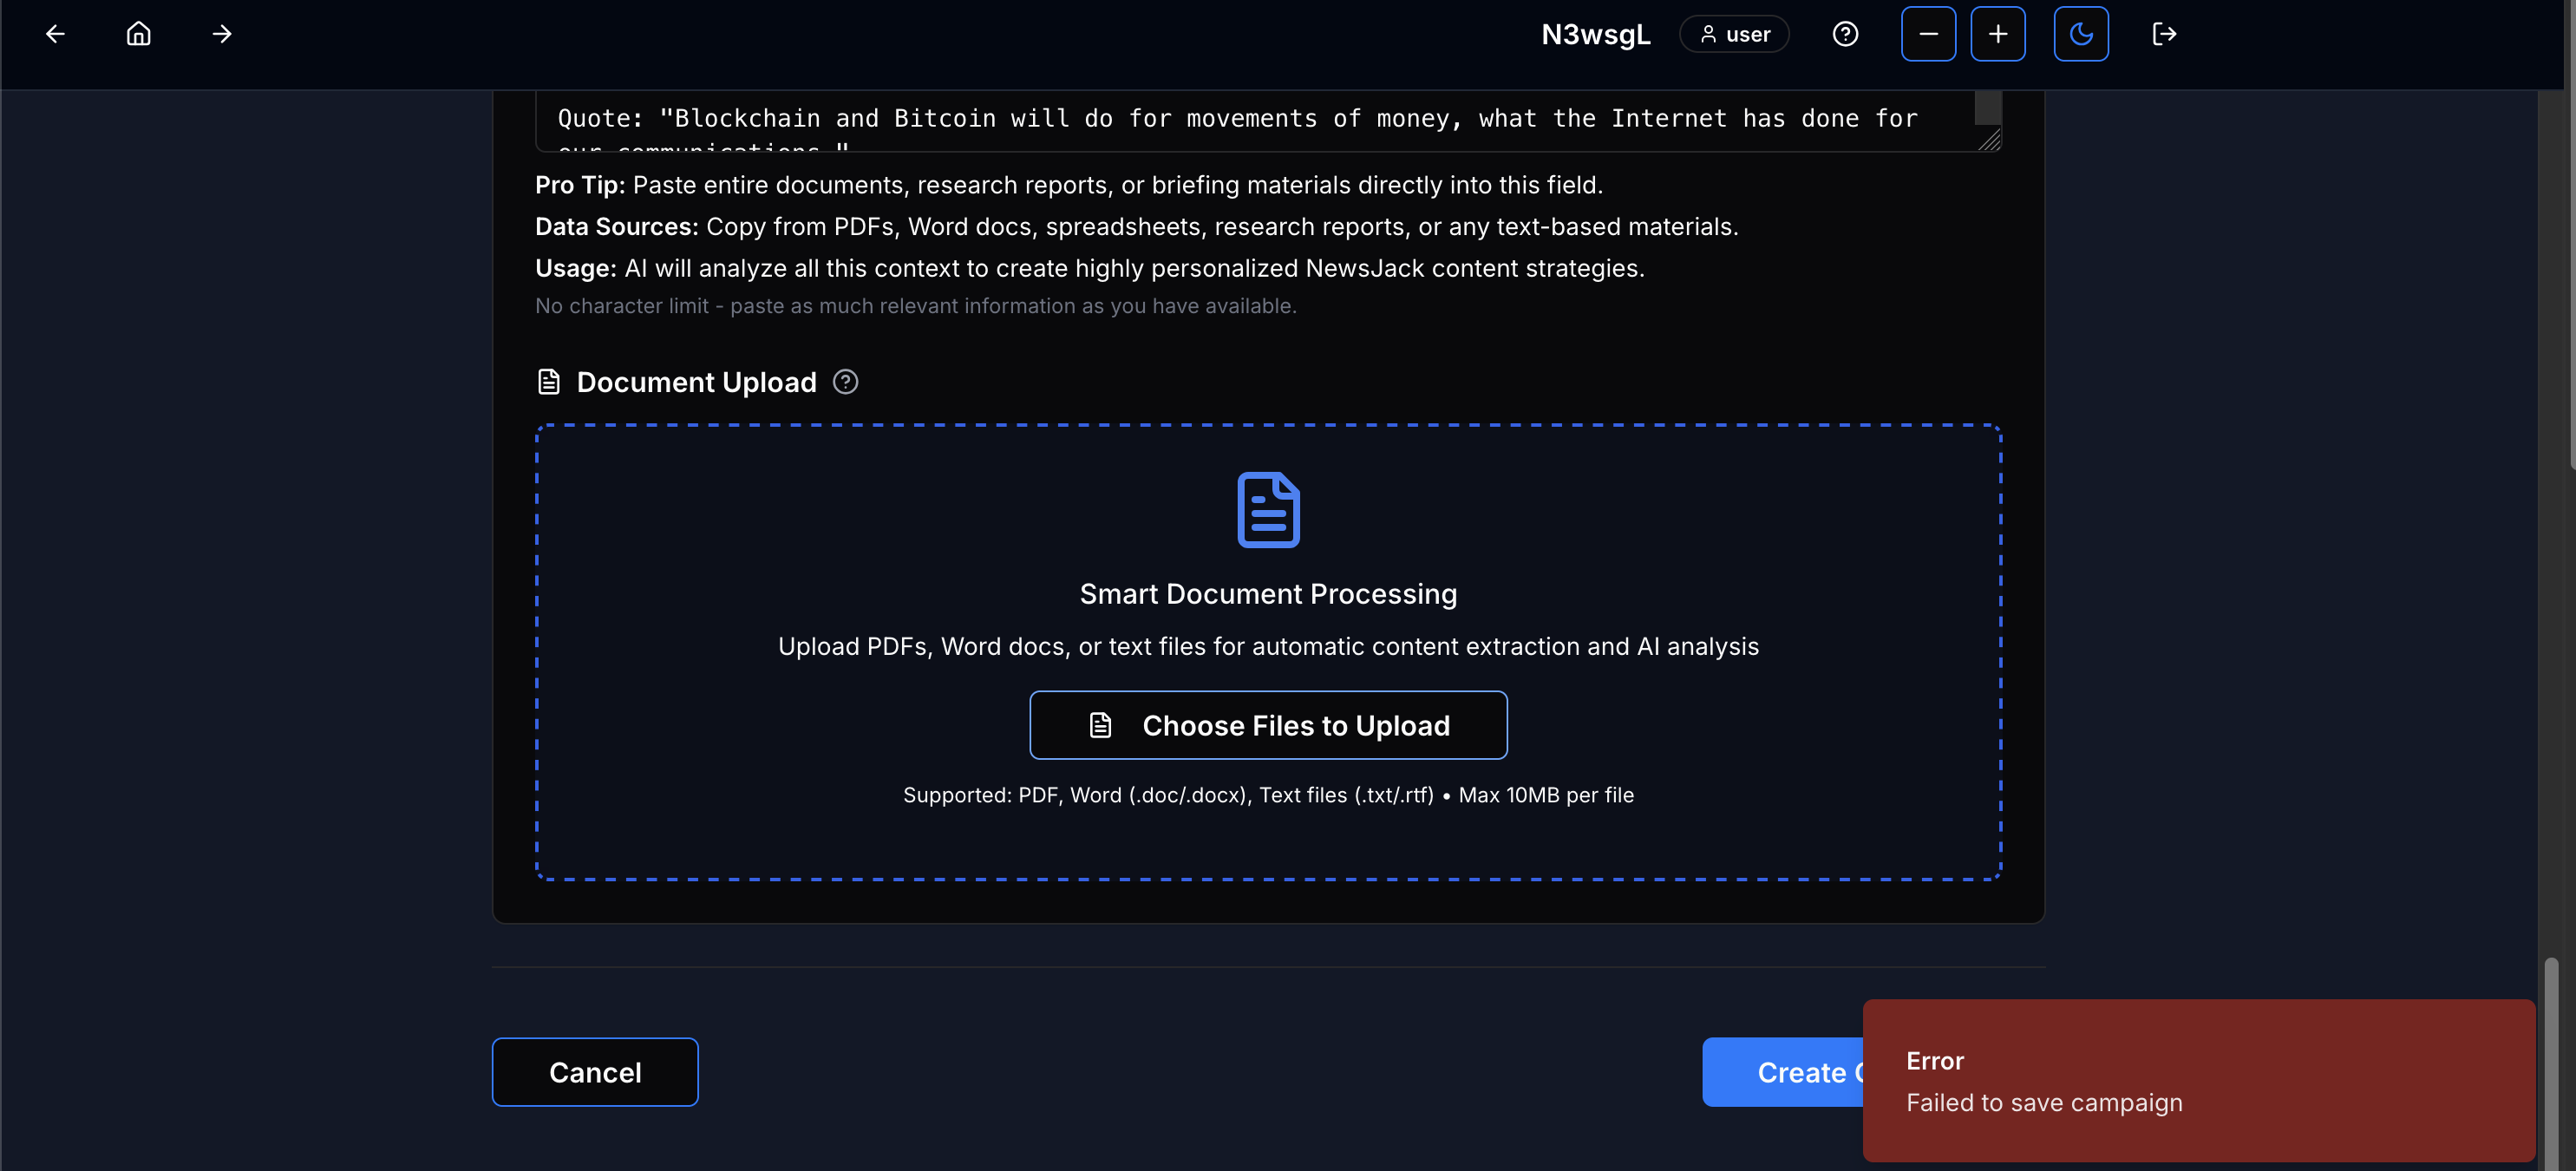 N3wsgL user
Quote: "Blockchain and Bitcoin will do for movements of money, what the Internet has done for
our communications."
Pro Tip: Paste entire documents, research reports, or briefing materials directly into this field.
Data Sources: Copy from PDFs, Word docs, spreadsheets, research reports, or any text-based materials.
Usage: AI will analyze all this context to create highly personalized NewsJack content strategies.
No character limit - paste as much relevant information as you have available.
Document Upload
Smart Document Processing
Upload PDFs, Word docs, or text files for automatic content extraction and AI analysis
Choose Files to Upload
Supported: PDF, Word (.doc/.docx), Text files (.txt/.rtf) • Max 10MB per file
Cancel
Create
Error
Failed to save campaign